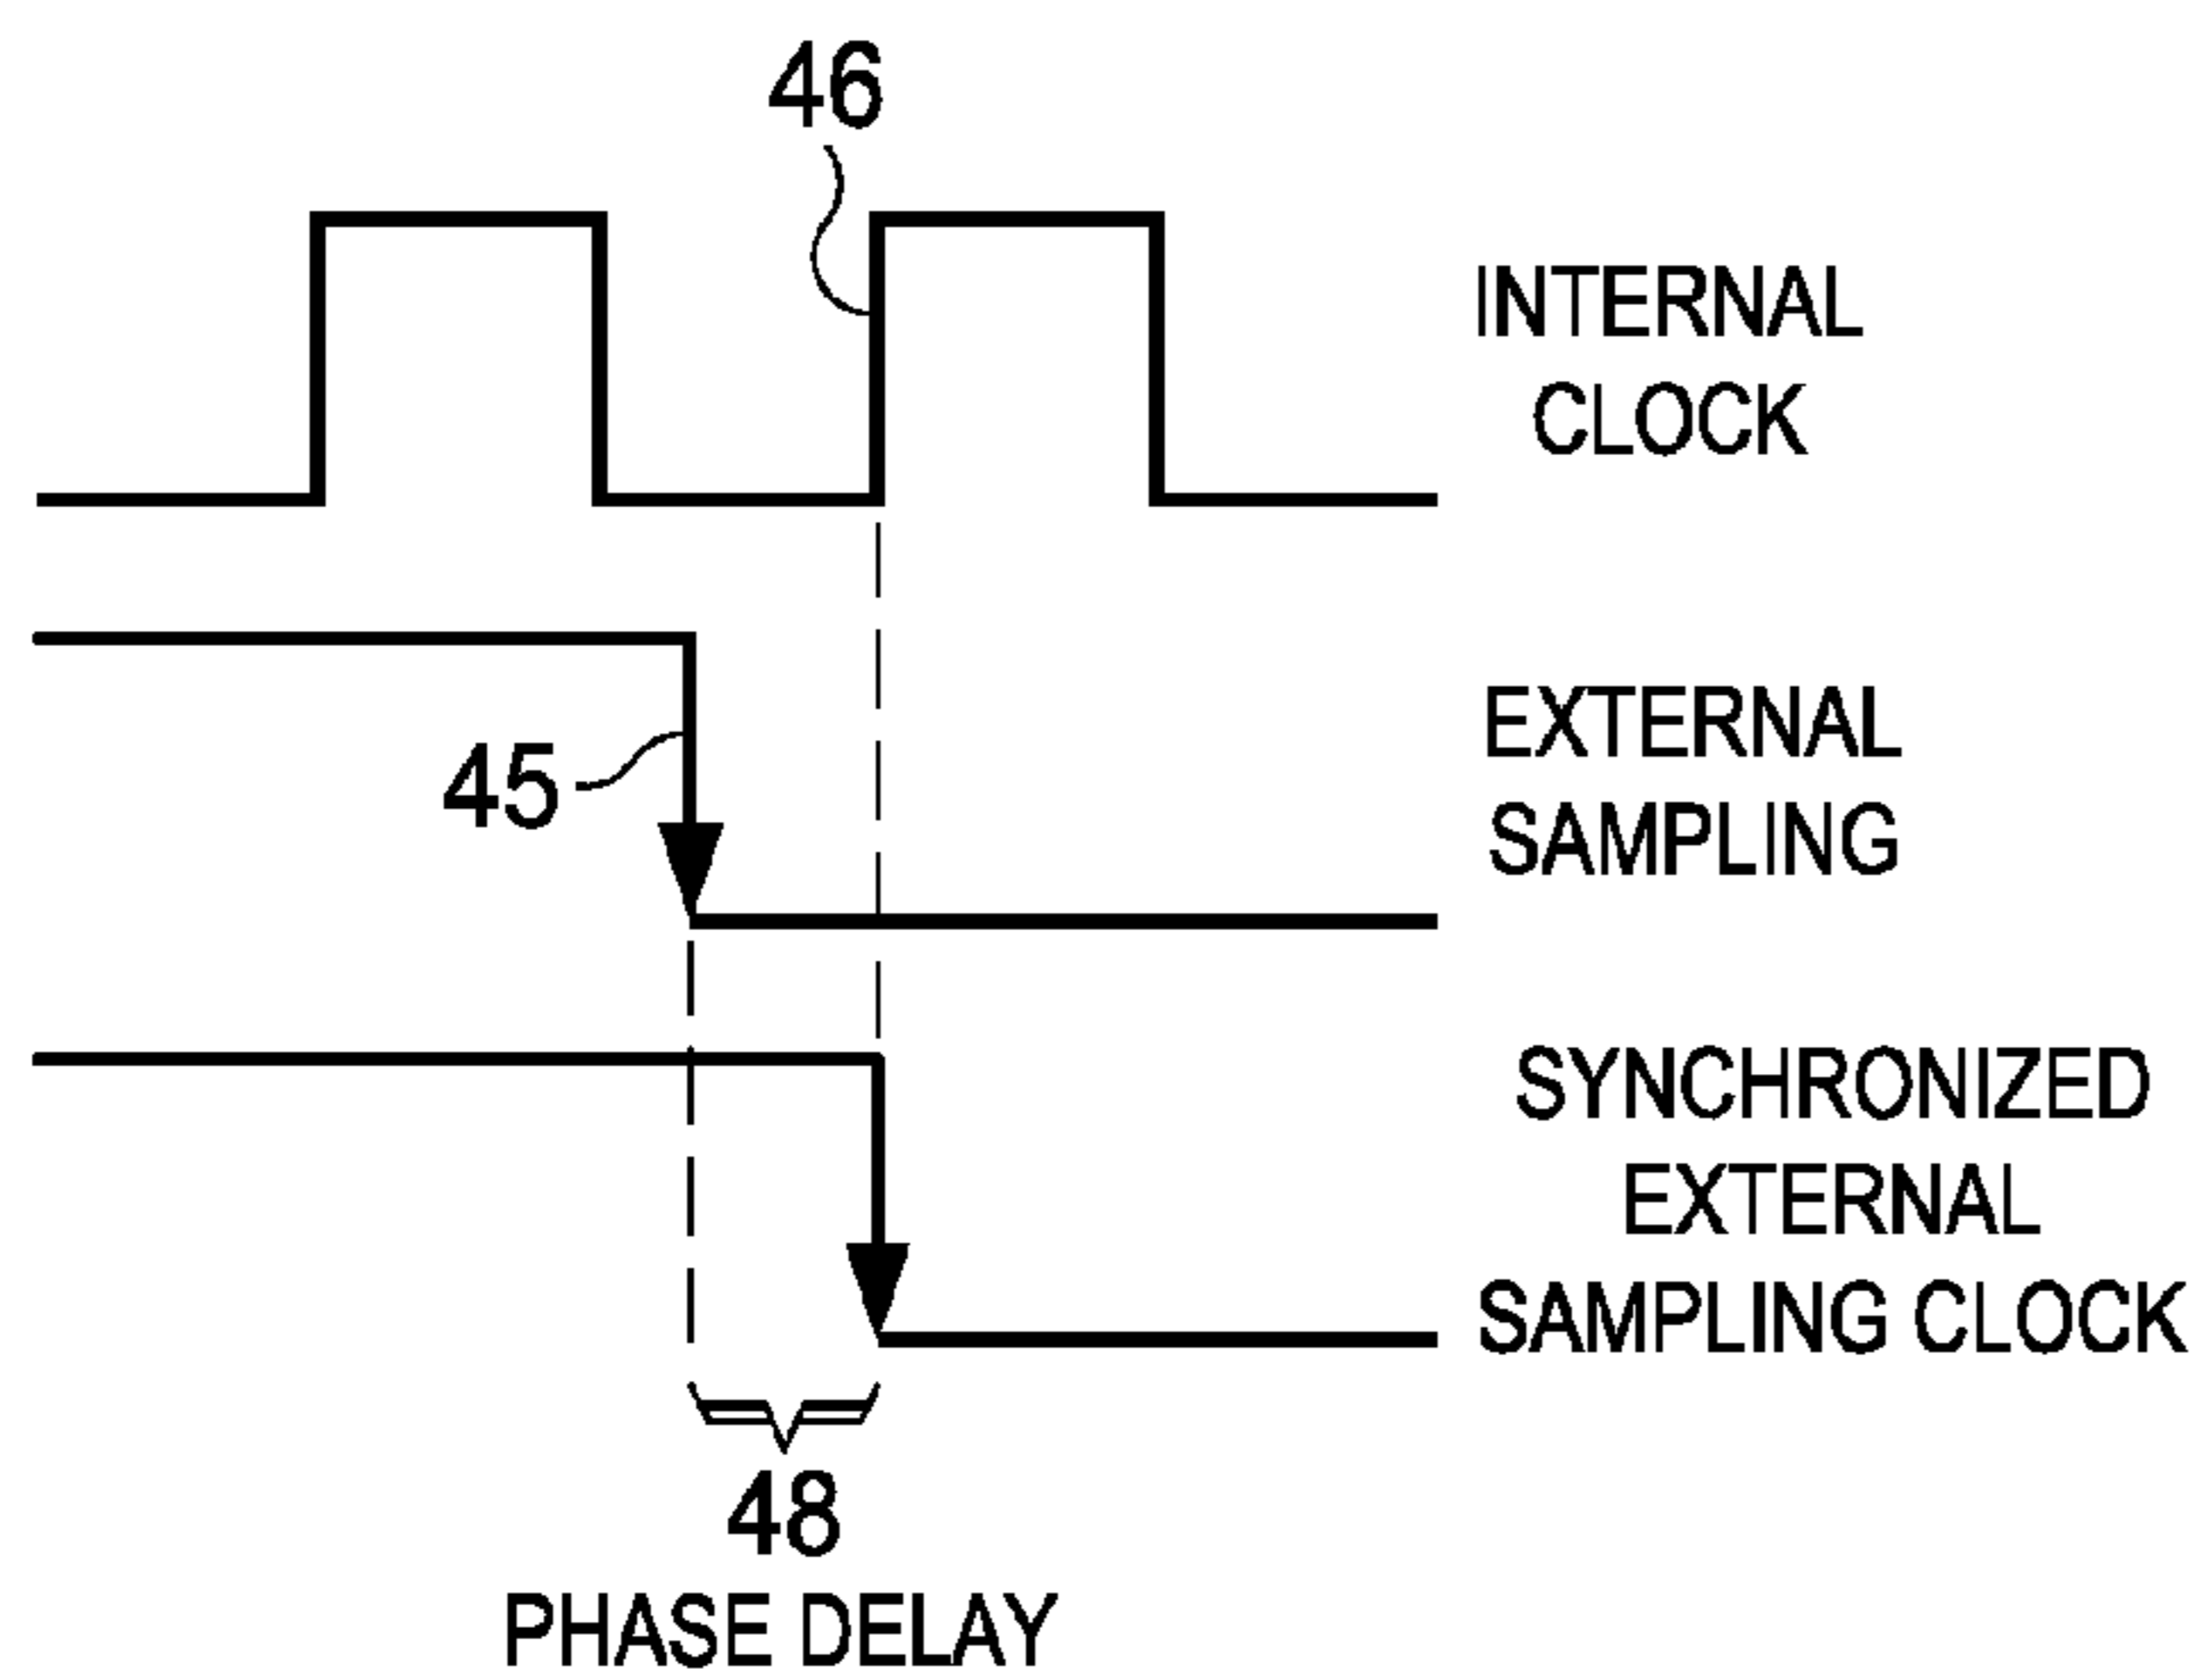 46
INTERNAL
CLOCK
EXTERNAL
SAMPLING
45
SYNCHRONIZED
EXTERNAL
SAMPLING CLOCK
48
PHASE DELAY